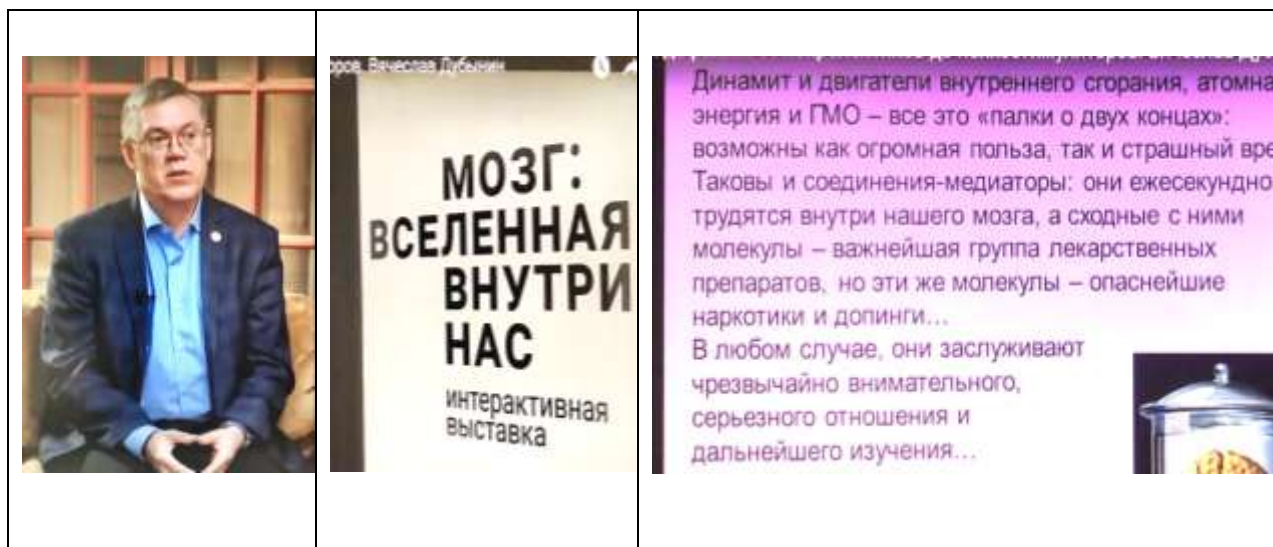 Вячеслав Дубынин
МОЗГ:
ВСЕЛЕННАЯ
ВНУТРИ
НАС
интерактивная
выставка
Динамит и двигатели внутреннего сгорания, атомна
энергия и ГМО – все это «палки о двух концах»:
возможны как огромная польза, так и страшный вре
Таковы и соединения-медиаторы: они ежесекундно
трудятся внутри нашего мозга, а сходные с ними
молекулы – важнейшая группа лекарственных
препаратов, но эти же молекулы – опаснейшие
наркотики и допинги...
В любом случае, они заслуживают
чрезвычайно внимательного,
серьезного отношения и
дальнейшего изучения...